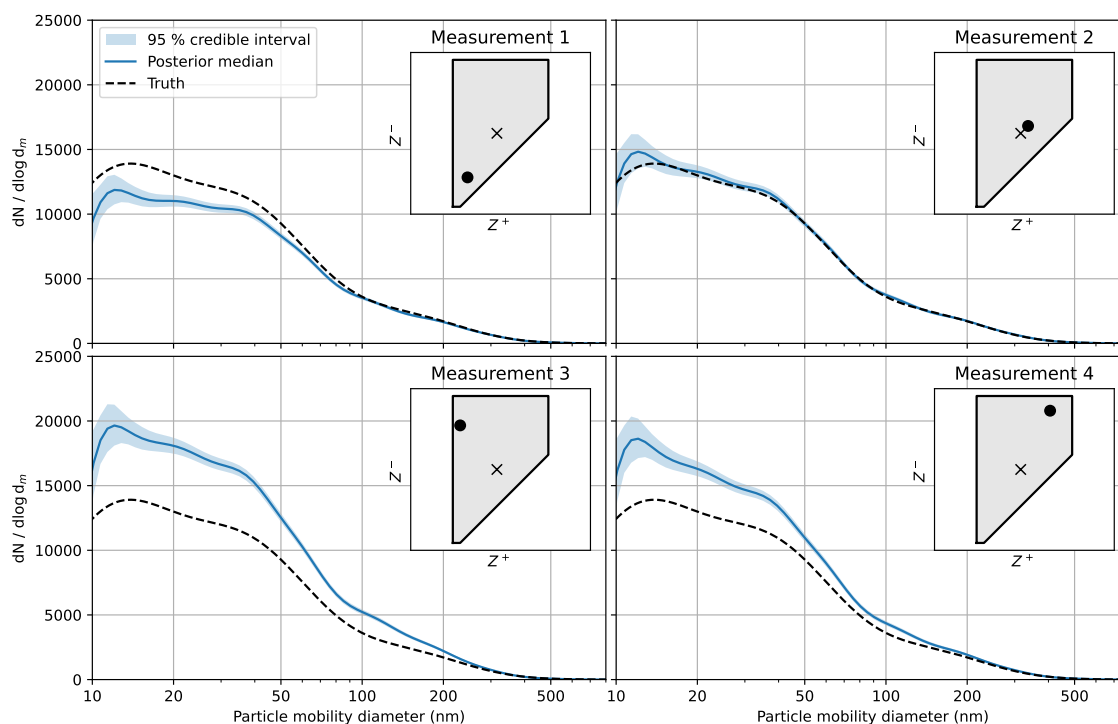 25000
20000
15000
10000
5000
0
dN / dlog dₘ
95 % credible interval
Posterior median
Truth
Measurement 1
Z⁻
Z⁺
Measurement 2
Z⁻
Z⁺
25000
20000
15000
10000
5000
0
dN / dlog dₘ
Measurement 3
Z⁻
Z⁺
Measurement 4
Z⁻
Z⁺
10 20 50 100 200 500
10 20 50 100 200 500
Particle mobility diameter (nm)
Particle mobility diameter (nm)